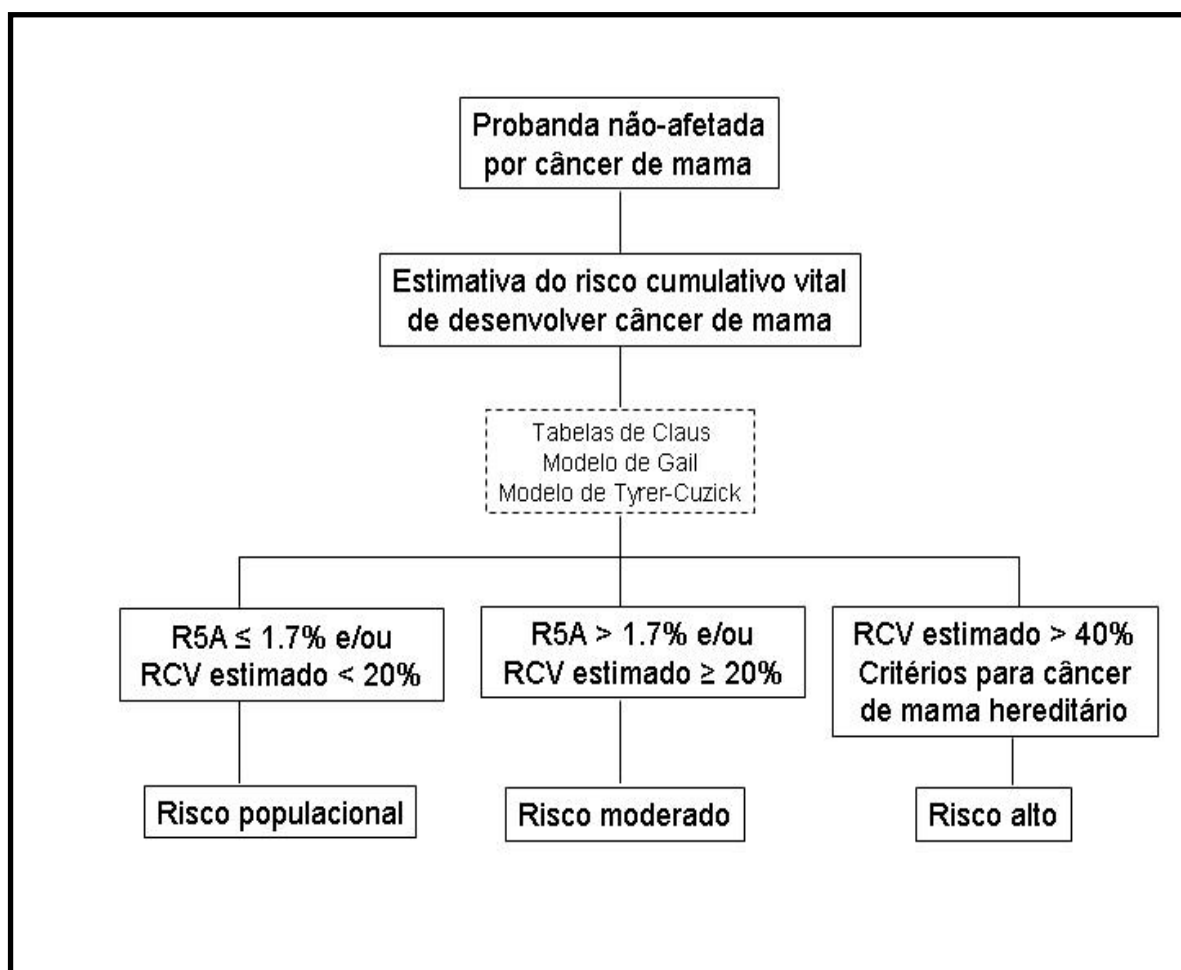 Probanda não-afetada
por câncer de mama
Estimativa do risco cumulativo vital
de desenvolver câncer de mama
Tabelas de Claus
Modelo de Gail
Modelo de Tyrer-Cuzick
R5A ≤ 1.7% e/ou
RCV estimado < 20%
R5A > 1.7% e/ou
RCV estimado ≥ 20%
RCV estimado > 40%
Critérios para câncer
de mama hereditário
Risco populacional
Risco moderado
Risco alto